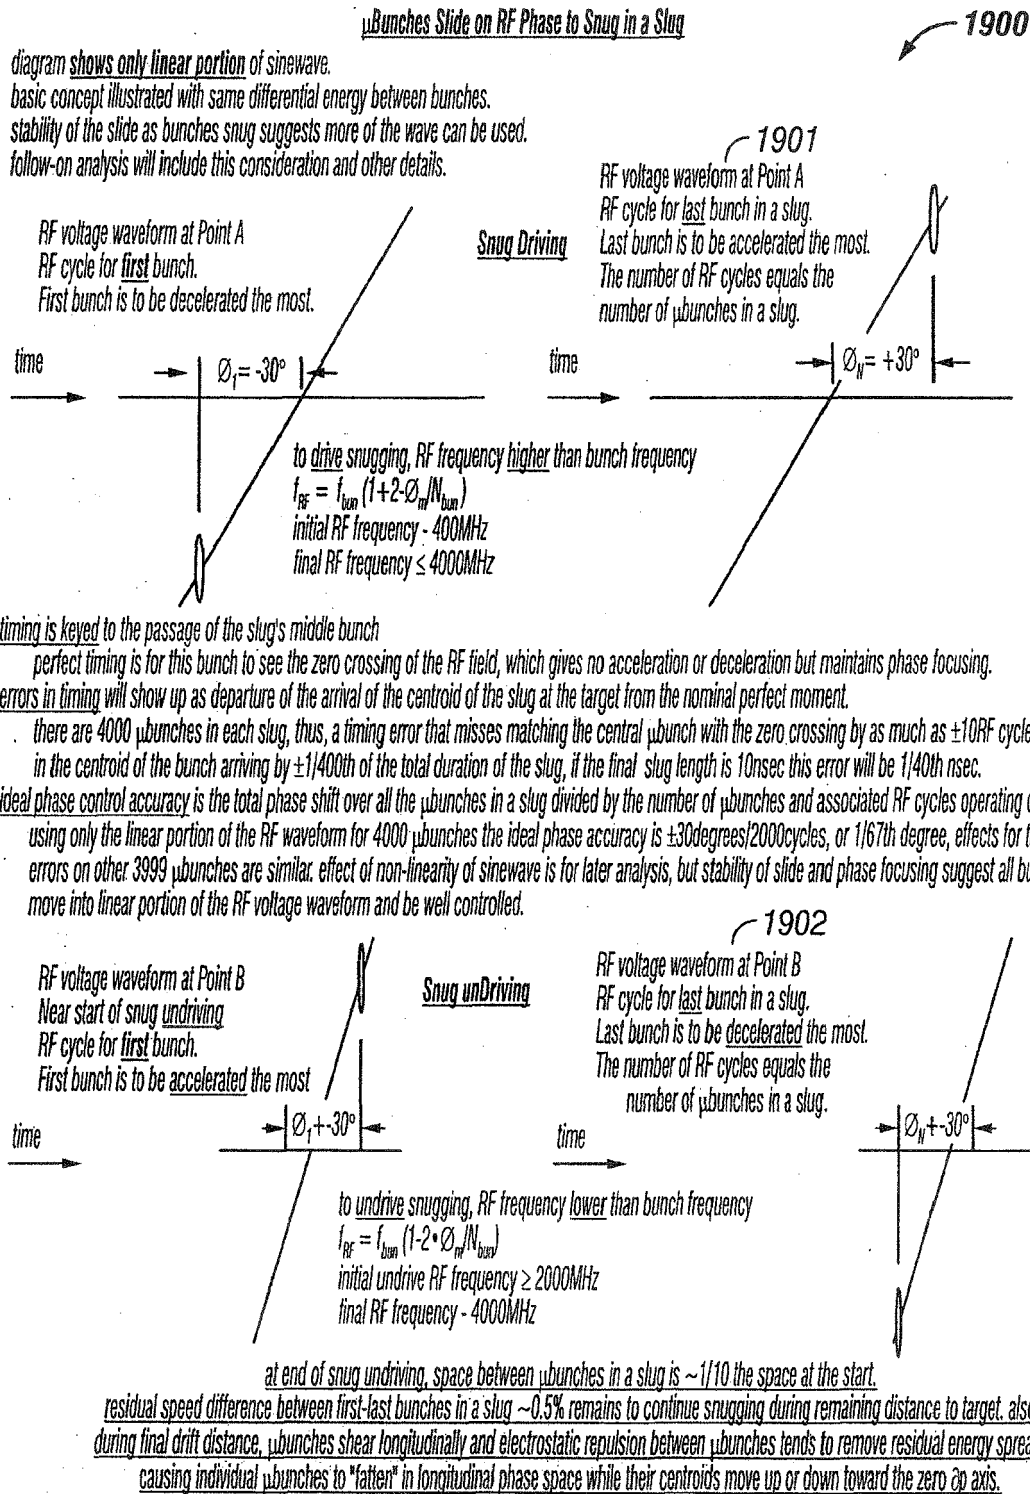 μBunches Slide on RF Phase to Snug in a Slug
1900
diagram shows only linear portion of sinewave.
basic concept illustrated with same differential energy between bunches.
stability of the slide as bunches snug suggests more of the wave can be used.
follow-on analysis will include this consideration and other details.
RF voltage waveform at Point A
RF cycle for first bunch.
First bunch is to be decelerated the most.
Snug Driving
1901
RF voltage waveform at Point A
RF cycle for last bunch in a slug.
Last bunch is to be accelerated the most.
The number of RF cycles equals the
number of μbunches in a slug.
time
Ø1= -30º
time
ØN= +30º
to drive snugging, RF frequency higher than bunch frequency
fRF = fbun (1+2-Øm/Nbun)
initial RF frequency - 400MHz
final RF frequency ≤ 4000MHz
timing is keyed to the passage of the slug's middle bunch
perfect timing is for this bunch to see the zero crossing of the RF field, which gives no acceleration or deceleration but maintains phase focusing.
errors in timing will show up as departure of the arrival of the centroid of the slug at the target from the nominal perfect moment.
there are 4000 μbunches in each slug, thus, a timing error that misses matching the central μbunch with the zero crossing by as much as ±10RF cycle
in the centroid of the bunch arriving by ±1/400th of the total duration of the slug, if the final slug length is 10nsec this error will be 1/40th nsec.
ideal phase control accuracy is the total phase shift over all the μbunches in a slug divided by the number of μbunches and associated RF cycles operating
using only the linear portion of the RF waveform for 4000 μbunches the ideal phase accuracy is ±30degrees/2000cycles, or 1/67th degree, effects for
errors on other 3999 μbunches are similar. effect of non-linearity of sinewave is for later analysis, but stability of slide and phase focusing suggest all
move into linear portion of the RF voltage waveform and be well controlled.
RF voltage waveform at Point B
Near start of snug undriving
RF cycle for first bunch.
First bunch is to be accelerated the most
Snug unDriving
1902
RF voltage waveform at Point B
RF cycle for last bunch in a slug.
Last bunch is to be decelerated the most.
The number of RF cycles equals the
number of μbunches in a slug.
time
Ø1+-30º
time
ØN+-30º
to undrive snugging, RF frequency lower than bunch frequency
fRF = fbun (1-2•Øm/Nbun)
initial undrive RF frequency ≥ 2000MHz
final RF frequency - 4000MHz
at end of snug undriving, space between μbunches in a slug is ~1/10 the space at the start.
residual speed difference between first-last bunches in a slug ~0.5% remains to continue snugging during remaining distance to target. also
during final drift distance, μbunches shear longitudinally and electrostatic repulsion between μbunches tends to remove residual energy sprea
causing individual μbunches to "fatten" in longitudinal phase space while their centroids move up or down toward the zero ∂p axis.